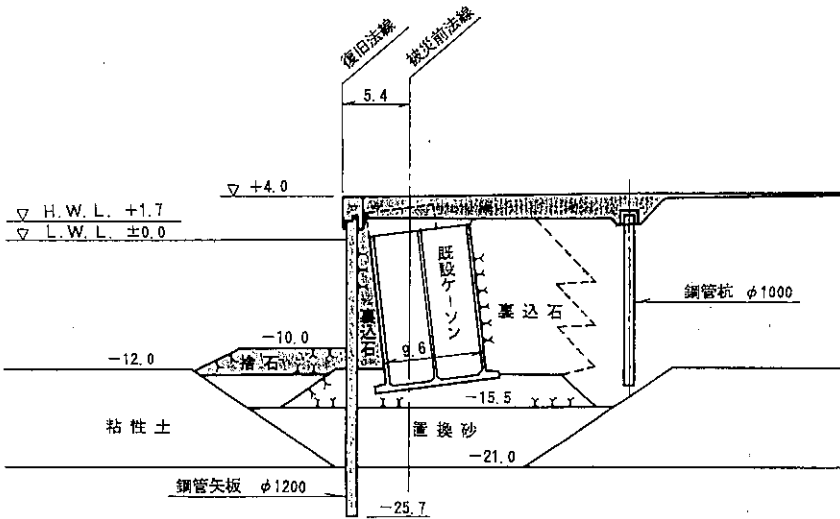 復旧法線
被災前法線
5.4
▽ +4.0
▽ H.W.L. +1.7
▽ L.W.L. ±0.0
既設ケーソン
裏込石
裏込石
鋼管杭 φ1000
9.6
-10.0
捨石
-12.0
-15.5
粘性土
置換砂
-21.0
鋼管矢板 φ1200
-25.7